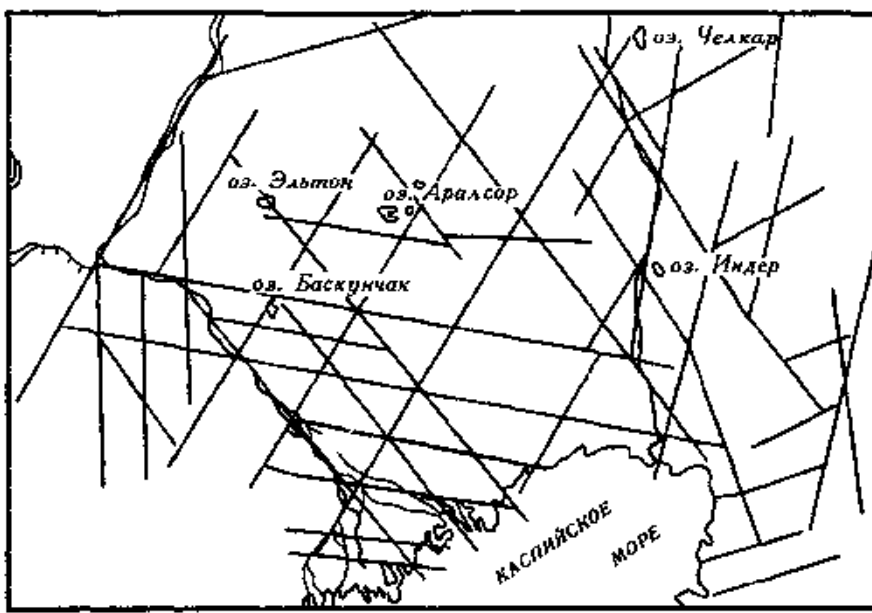 оз. Челкар
оз. Эльтон
оз. Аралсор
оз. Индер
оз. Баскунчак
КАСПИЙСКОЕ
МОРЕ